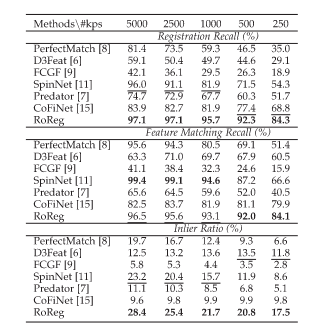 Methods\#kps 5000 2500 1000 500 250
Registration Recall (%)
PerfectMatch [8] 81.4 73.5 59.3 46.5 35.0
D3Feat [6] 59.1 50.4 49.7 44.6 29.1
FCGF [9] 42.1 36.1 29.5 26.3 18.9
SpinNet [11] 96.0 91.1 81.9 71.5 54.3
Predator [7] 74.7 72.9 67.7 60.3 51.7
CoFiNet [15] 83.9 82.7 81.9 77.4 68.8
RoReg 97.1 97.1 95.7 92.3 84.3
Feature Matching Recall (%)
PerfectMatch [8] 95.6 94.3 80.5 69.1 51.4
D3Feat [6] 63.3 71.0 69.7 67.9 60.5
FCGF [9] 41.1 38.4 32.3 24.6 15.9
SpinNet [11] 99.4 99.1 94.6 87.2 66.6
Predator [7] 65.6 64.5 59.6 52.0 40.5
CoFiNet [15] 82.5 83.7 81.9 81.1 79.9
RoReg 96.5 95.6 93.1 92.0 84.1
Inlier Ratio (%)
PerfectMatch [8] 19.7 16.7 12.4 9.3 6.6
D3Feat [6] 12.5 13.2 13.6 13.5 11.8
FCGF [9] 5.8 5.3 4.4 3.5 2.8
SpinNet [11] 23.2 20.4 15.7 11.9 8.6
Predator [7] 11.1 10.3 8.5 6.8 5.1
CoFiNet [15] 9.6 9.8 9.9 9.9 9.8
RoReg 28.4 25.4 21.7 20.8 17.5